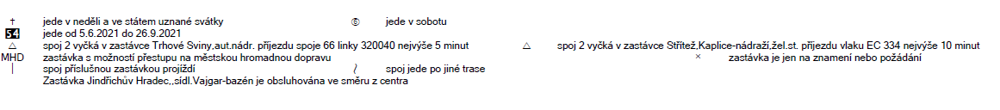 † jede v neděli a ve státem uznané svátky ⑥ jede v sobotu
54 jede od 5.6.2021 do 26.9.2021
△ spoj 2 vyčká v zastávce Trhové Sviny,aut.nádr. příjezdu spoje 66 linky 320040 nejvýše 5 minut △ spoj 2 vyčká v zastávce Střítež,Kaplice-nádraží,žel.st. příjezdu vlaku EC 334 nejvýše 10 minut
MHD zastávka s možností přestupu na městskou hromadnou dopravu × zastávka je jen na znamení nebo požádání
| spoj příslušnou zastávkou projíždí ≀ spoj jede po jiné trase
Zastávka Jindřichův Hradec,,sídl.Vajgar-bazén je obsluhována ve směru z centra